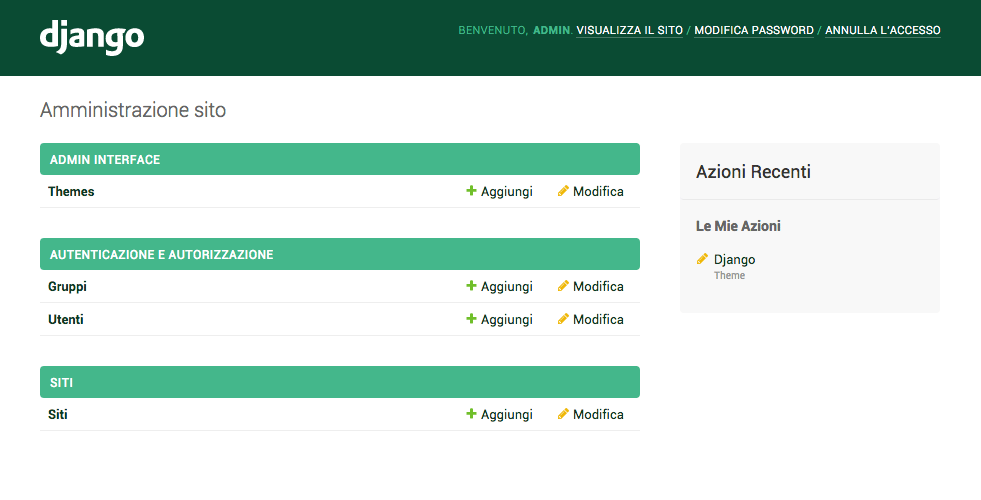 django
BENVENUTO, ADMIN. VISUALIZZA IL SITO / MODIFICA PASSWORD / ANNULLA L'ACCESSO
Amministrazione sito
ADMIN INTERFACE
Themes Aggiungi Modifica
AUTENTICAZIONE E AUTORIZZAZIONE
Gruppi Aggiungi Modifica
Utenti Aggiungi Modifica
SITI
Siti Aggiungi Modifica
Azioni Recenti
Le Mie Azioni
Django
Theme